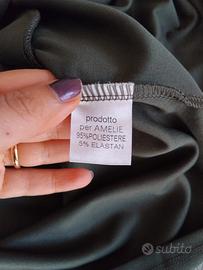 prodotto
per AMELIE
95%POLIESTERE
5% ELASTAN
subito